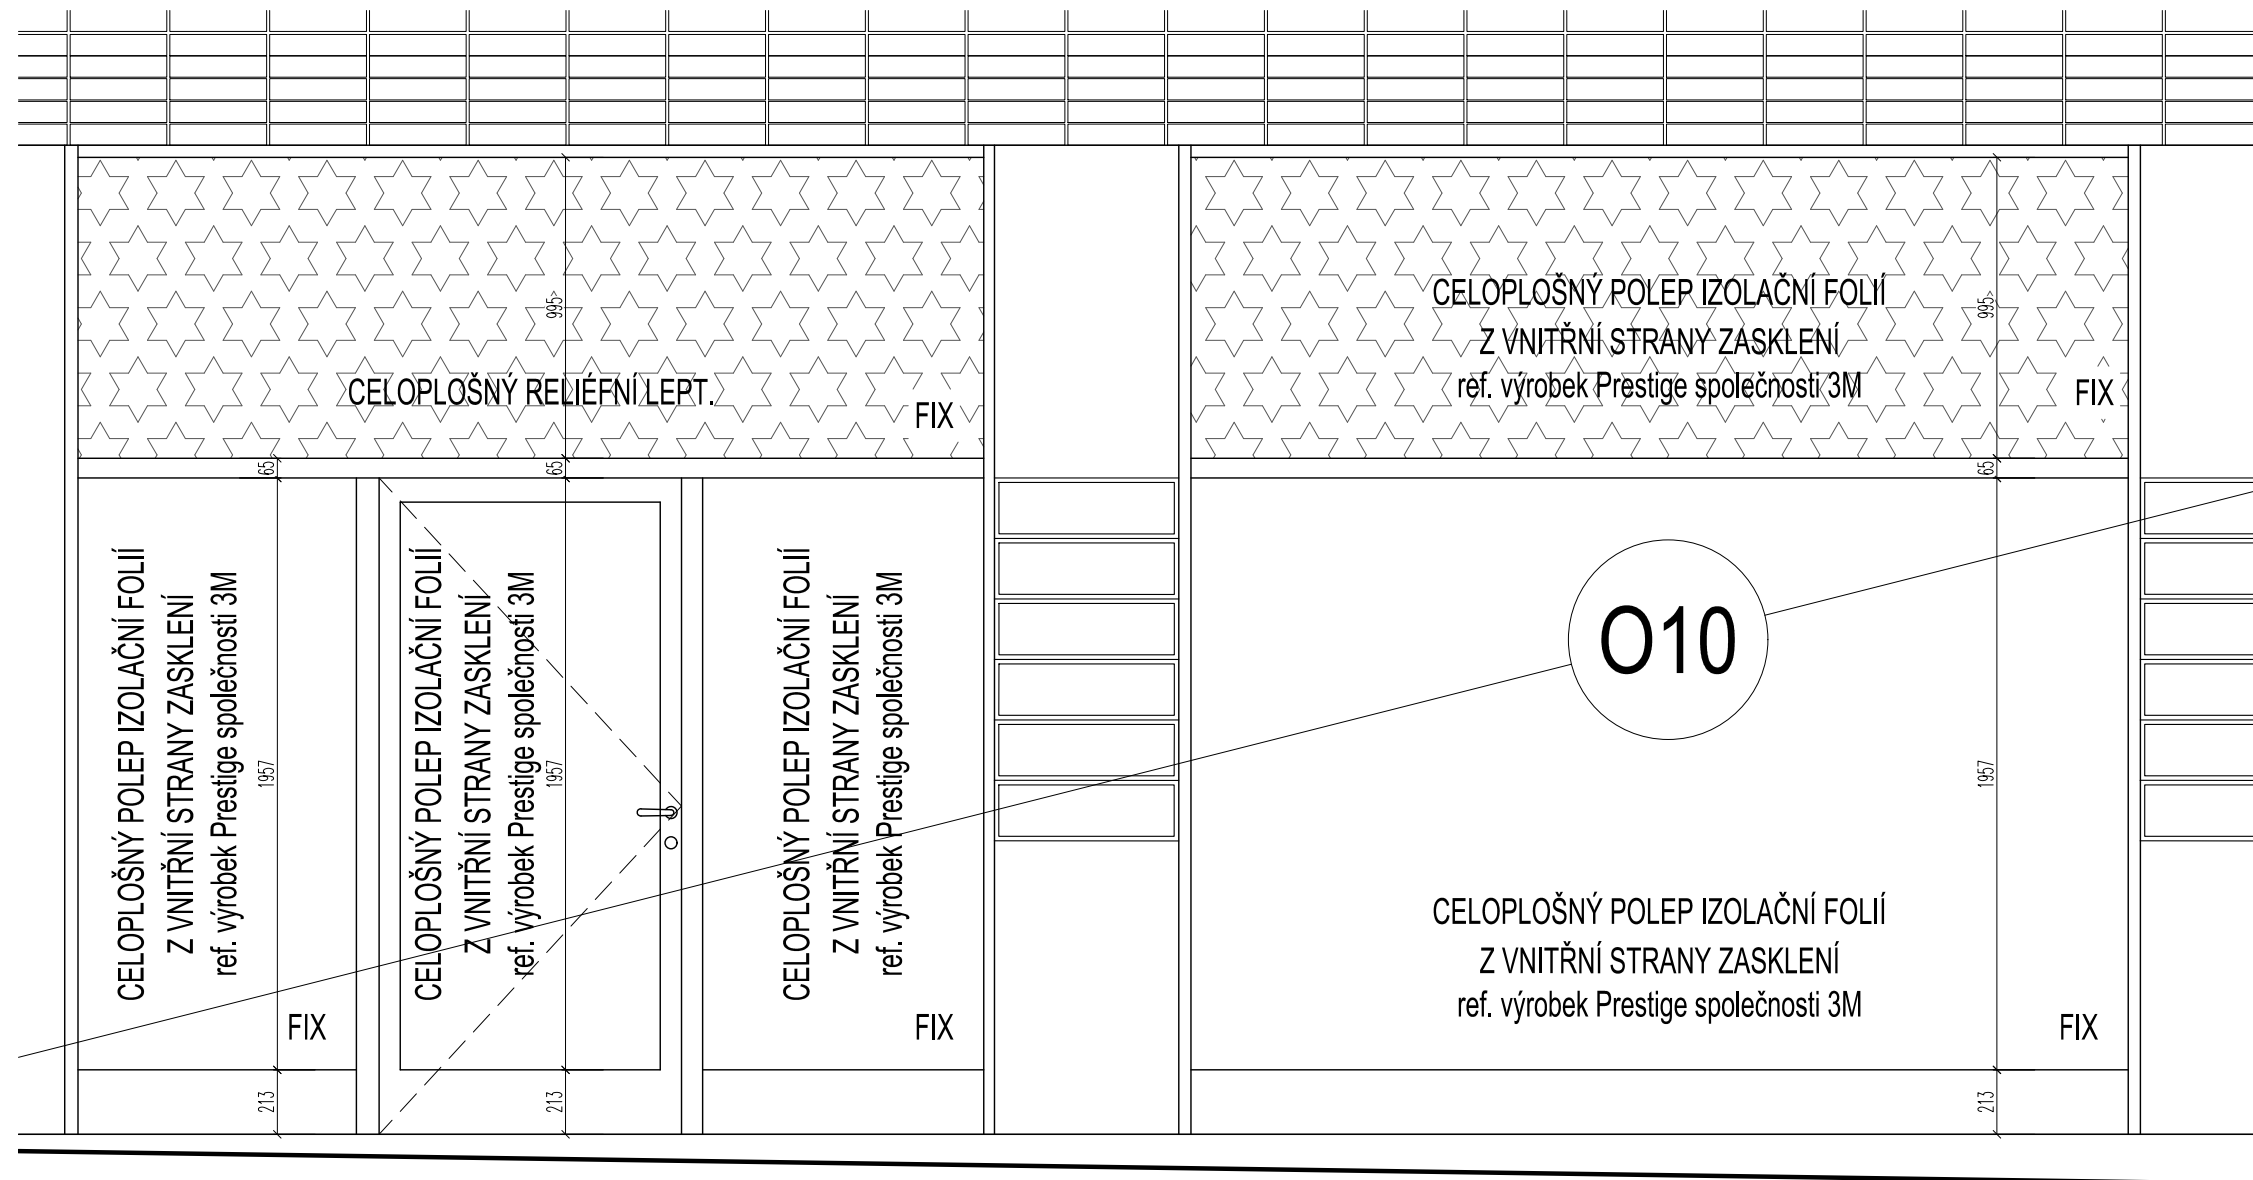 995
CELOPLOŠNÝ RELIÉFNÍ LEPT.
FIX
CELOPLOŠNÝ POLEP IZOLAČNÍ FOLIÍ
Z VNITŘNÍ STRANY ZASKLENÍ
ref. výrobek Prestige společnosti 3M
995
FIX
65
65
65
CELOPLOŠNÝ POLEP IZOLAČNÍ FOLIÍ
Z VNITŘNÍ STRANY ZASKLENÍ
ref. výrobek Prestige společnosti 3M
1957
FIX
CELOPLOŠNÝ POLEP IZOLAČNÍ FOLIÍ
Z VNITŘNÍ STRANY ZASKLENÍ
ref. výrobek Prestige společnosti 3M
1957
CELOPLOŠNÝ POLEP IZOLAČNÍ FOLIÍ
Z VNITŘNÍ STRANY ZASKLENÍ
ref. výrobek Prestige společnosti 3M
FIX
O10
1957
CELOPLOŠNÝ POLEP IZOLAČNÍ FOLIÍ
Z VNITŘNÍ STRANY ZASKLENÍ
ref. výrobek Prestige společnosti 3M
FIX
213
213
213